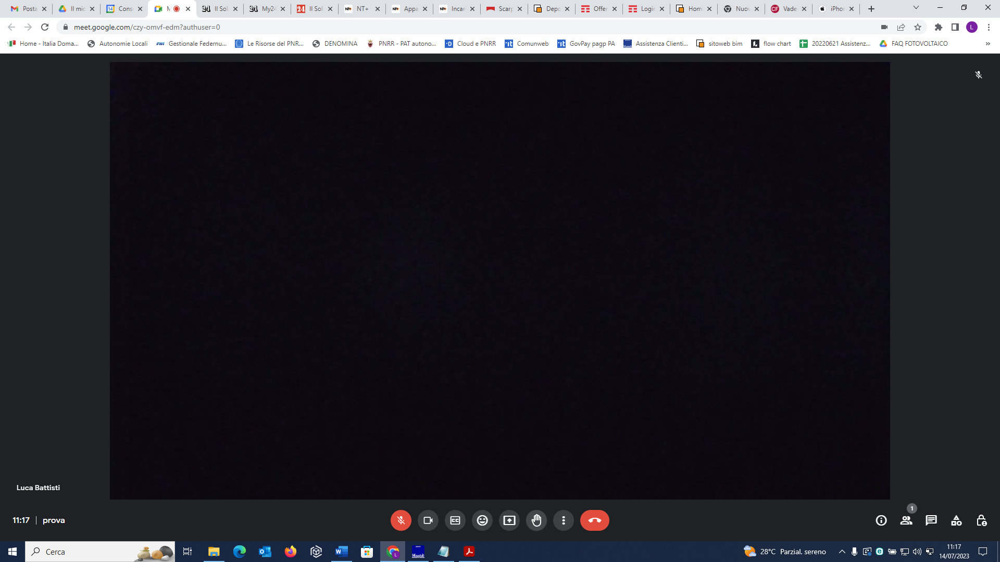 Posta
Il mio
Cons
M
Il Sol
My24
Il Sol
NT+
Appa
Incar
Scarp
Depo
Offer
Login
Hom
Nuov
Vade
iPhor
meet.google.com/czy-omvf-edm?authuser=0
Home - Italia Doma...
Autonomie Locali
Gestionale Federnu...
Le Risorse del PNR...
DENOMINA
PNRR - PAT autono...
Cloud e PNRR
Comunweb
GovPay pagp PA
Assistenza Clienti...
sitoweb bim
flow chart
20220621 Assistenz...
FAQ FOTOVOLTAICO
»
Luca Battisti
11:17 | prova
1
Cerca
28°C Parzial. sereno
11:17
14/07/2023